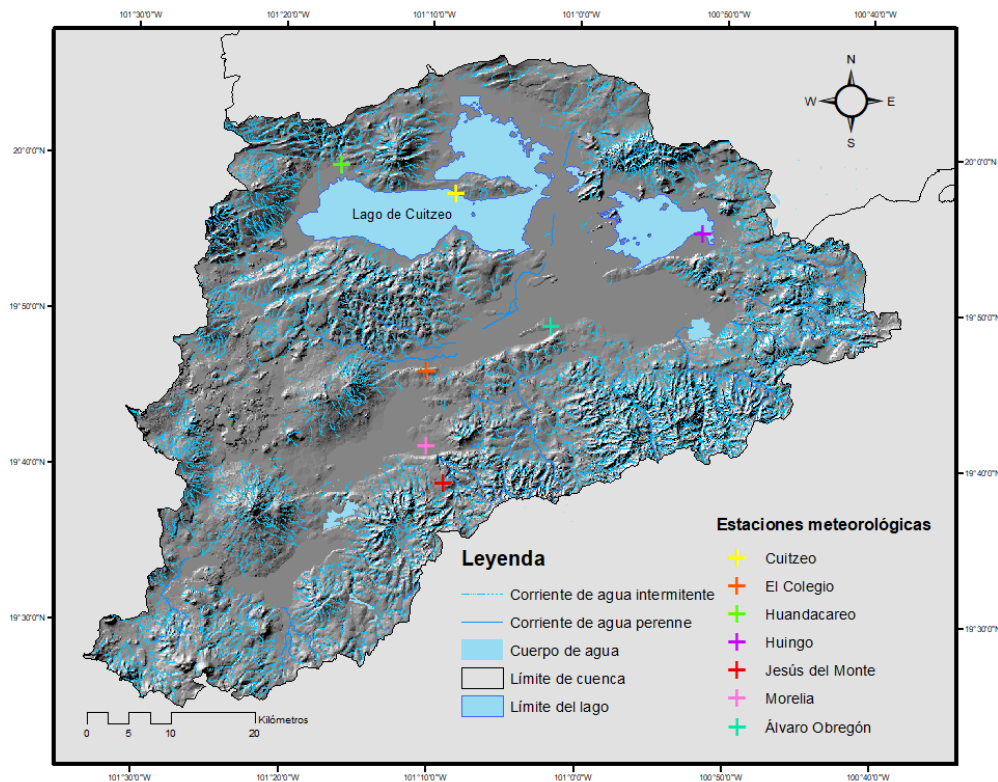 101°30'0"W 101°20'0"W 101°10'0"W 101°0'0"W 100°50'0"W 100°40'0"W
N
W E
S
20°0'0"N 20°0'0"N
Lago de Cuitzeo
19°50'0"N 19°50'0"N
19°40'0"N 19°40'0"N
19°30'0"N 19°30'0"N
Leyenda
Corriente de agua intermitente
Corriente de agua perenne
Cuerpo de agua
Límite de cuenca
Límite del lago
Estaciones meteorológicas
Cuitzeo
El Colegio
Huandacareo
Huingo
Jesús del Monte
Morelia
Álvaro Obregón
Kilómetros
0 5 10 20
101°30'0"W 101°20'0"W 101°10'0"W 101°0'0"W 100°50'0"W 100°40'0"W